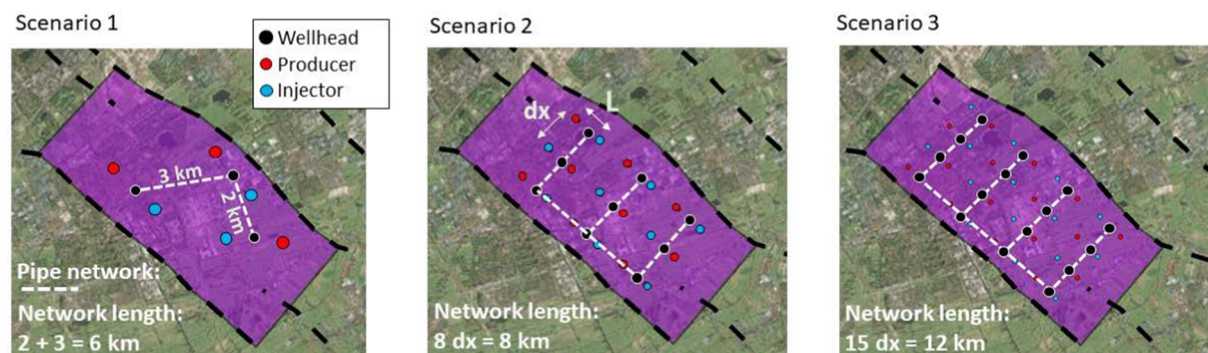 Scenario 1
Wellhead
Producer
Injector
3 km
2 km
Pipe network:
Network length:
2 + 3 = 6 km
Scenario 2
dx
L
Network length:
8 dx = 8 km
Scenario 3
Network length:
15 dx = 12 km